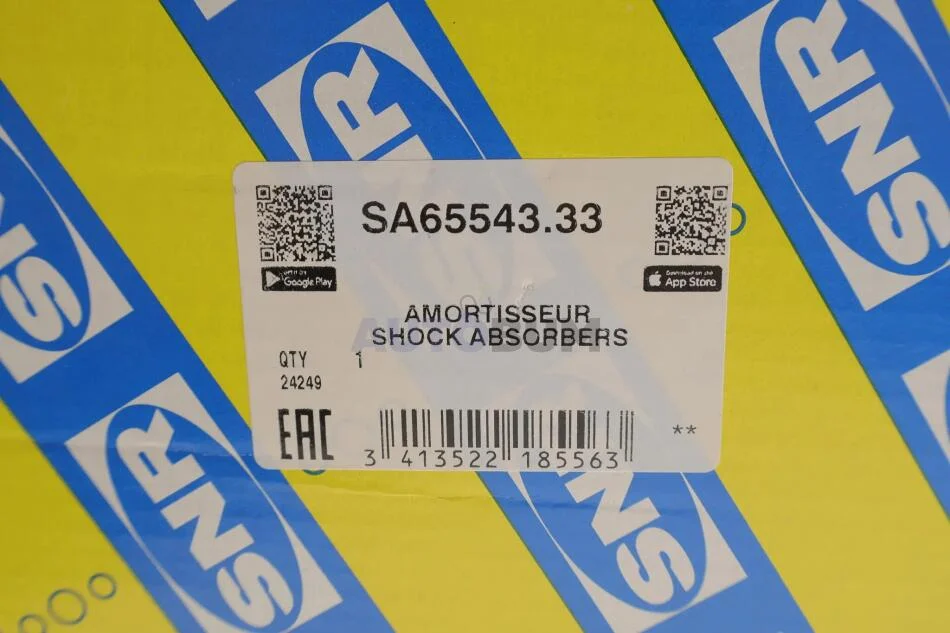 SNR
SNR
SNR
SA65543.33
GET IT ON
Google Play
Download on the
App Store
AMORTISSEUR
SHOCK ABSORBERS
AUTODOM
QTY 1
24249
EAC
3 413522 185563
**
SNR
SNR